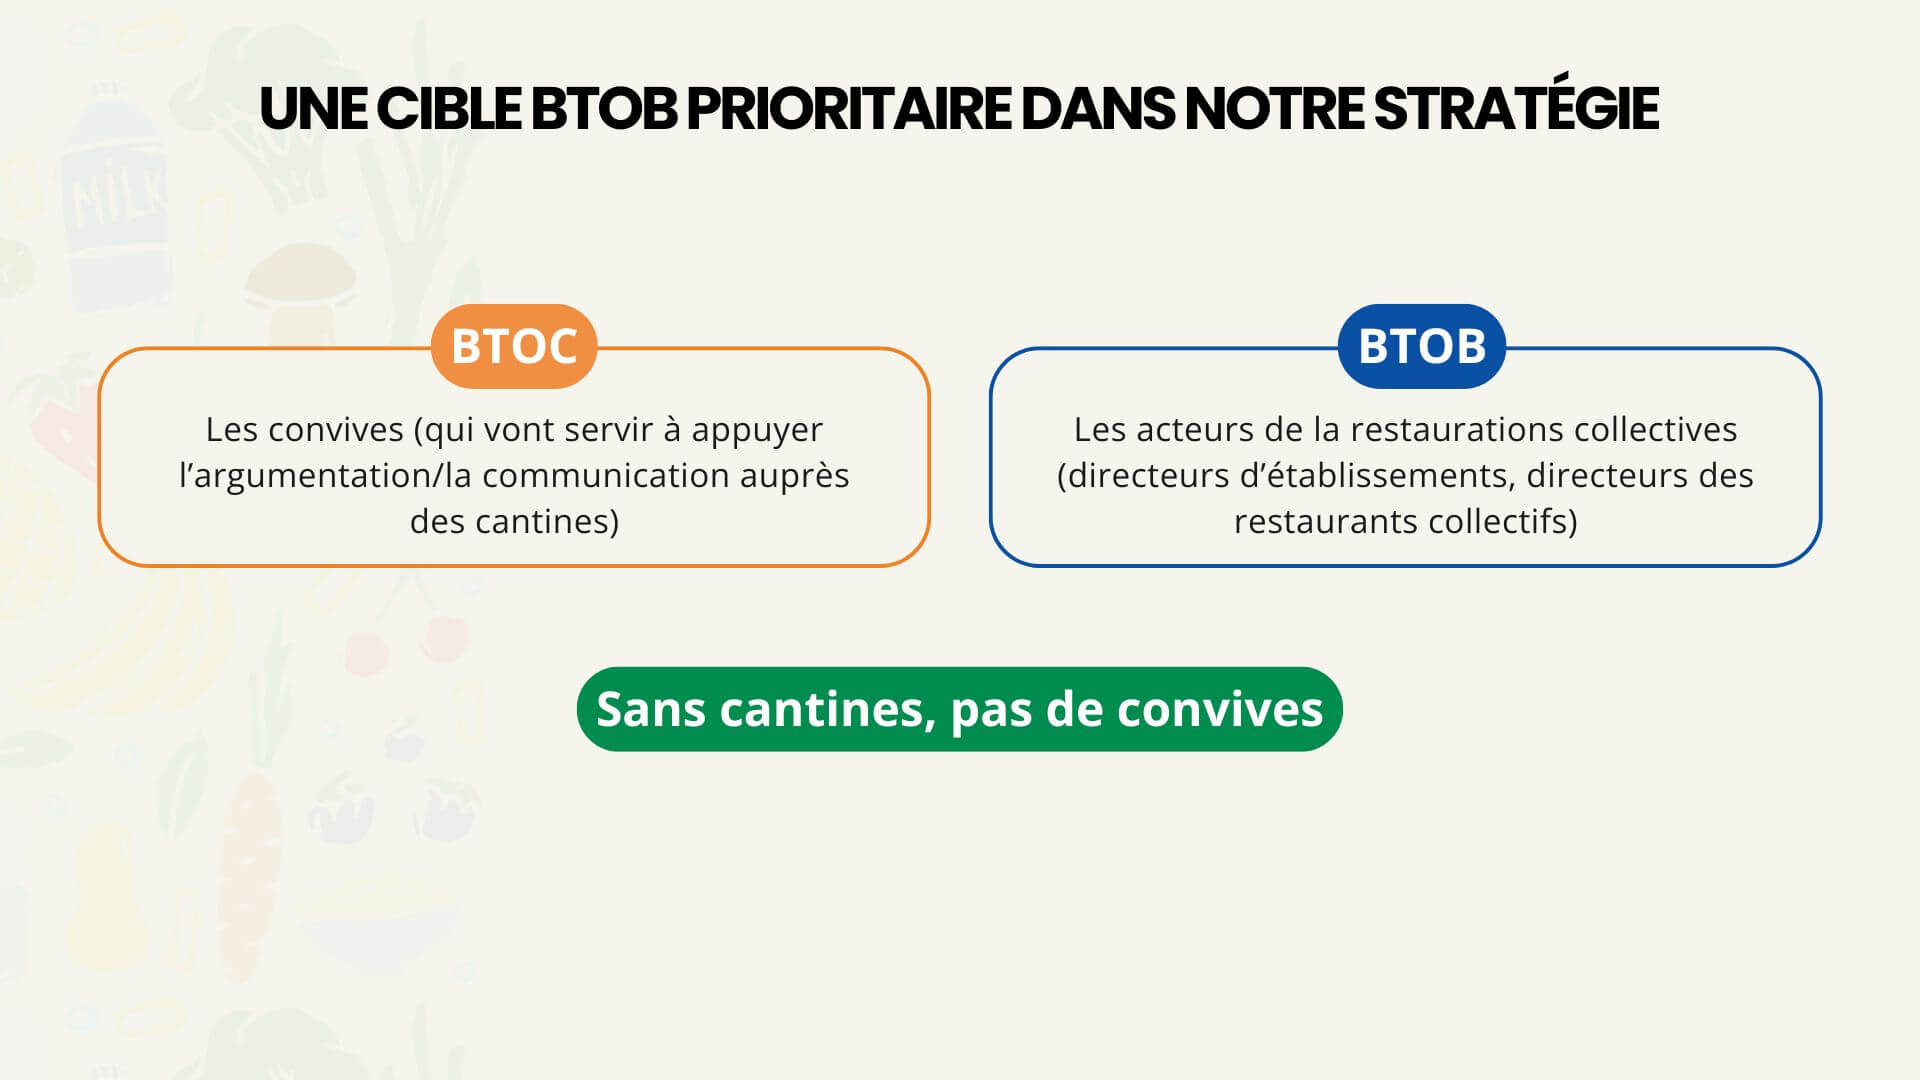 UNE CIBLE BTOB PRIORITAIRE DANS NOTRE STRATÉGIE
MILK
BTOC
Les convives (qui vont servir à appuyer
l’argumentation/la communication auprès
des cantines)
BTOB
Les acteurs de la restaurations collectives
(directeurs d’établissements, directeurs des
restaurants collectifs)
Sans cantines, pas de convives